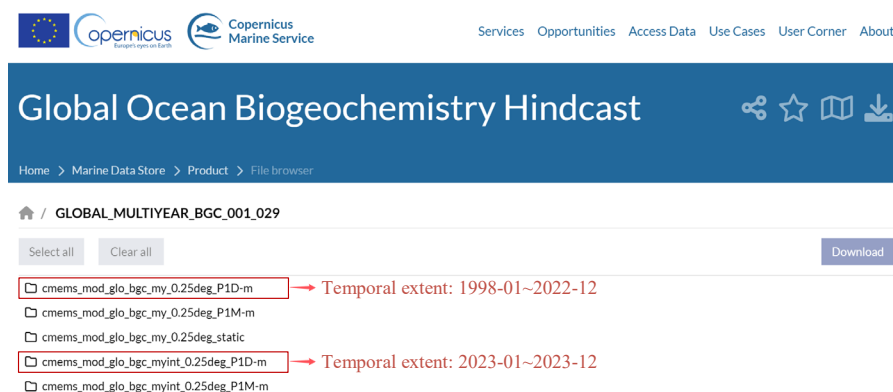 Copernicus
Europe's eyes on Earth
Copernicus
Marine Service
Services Opportunities Access Data Use Cases User Corner About
Global Ocean Biogeochemistry Hindcast
Home > Marine Data Store > Product > File browser
/ GLOBAL_MULTIYEAR_BGC_001_029
Select all Clear all Download
cmems_mod_glo_bgc_my_0.25deg_P1D-m Temporal extent: 1998-01~2022-12
cmems_mod_glo_bgc_my_0.25deg_P1M-m
cmems_mod_glo_bgc_my_0.25deg_static
cmems_mod_glo_bgc_myint_0.25deg_P1D-m Temporal extent: 2023-01~2023-12
cmems_mod_glo_bgc_myint_0.25deg_P1M-m